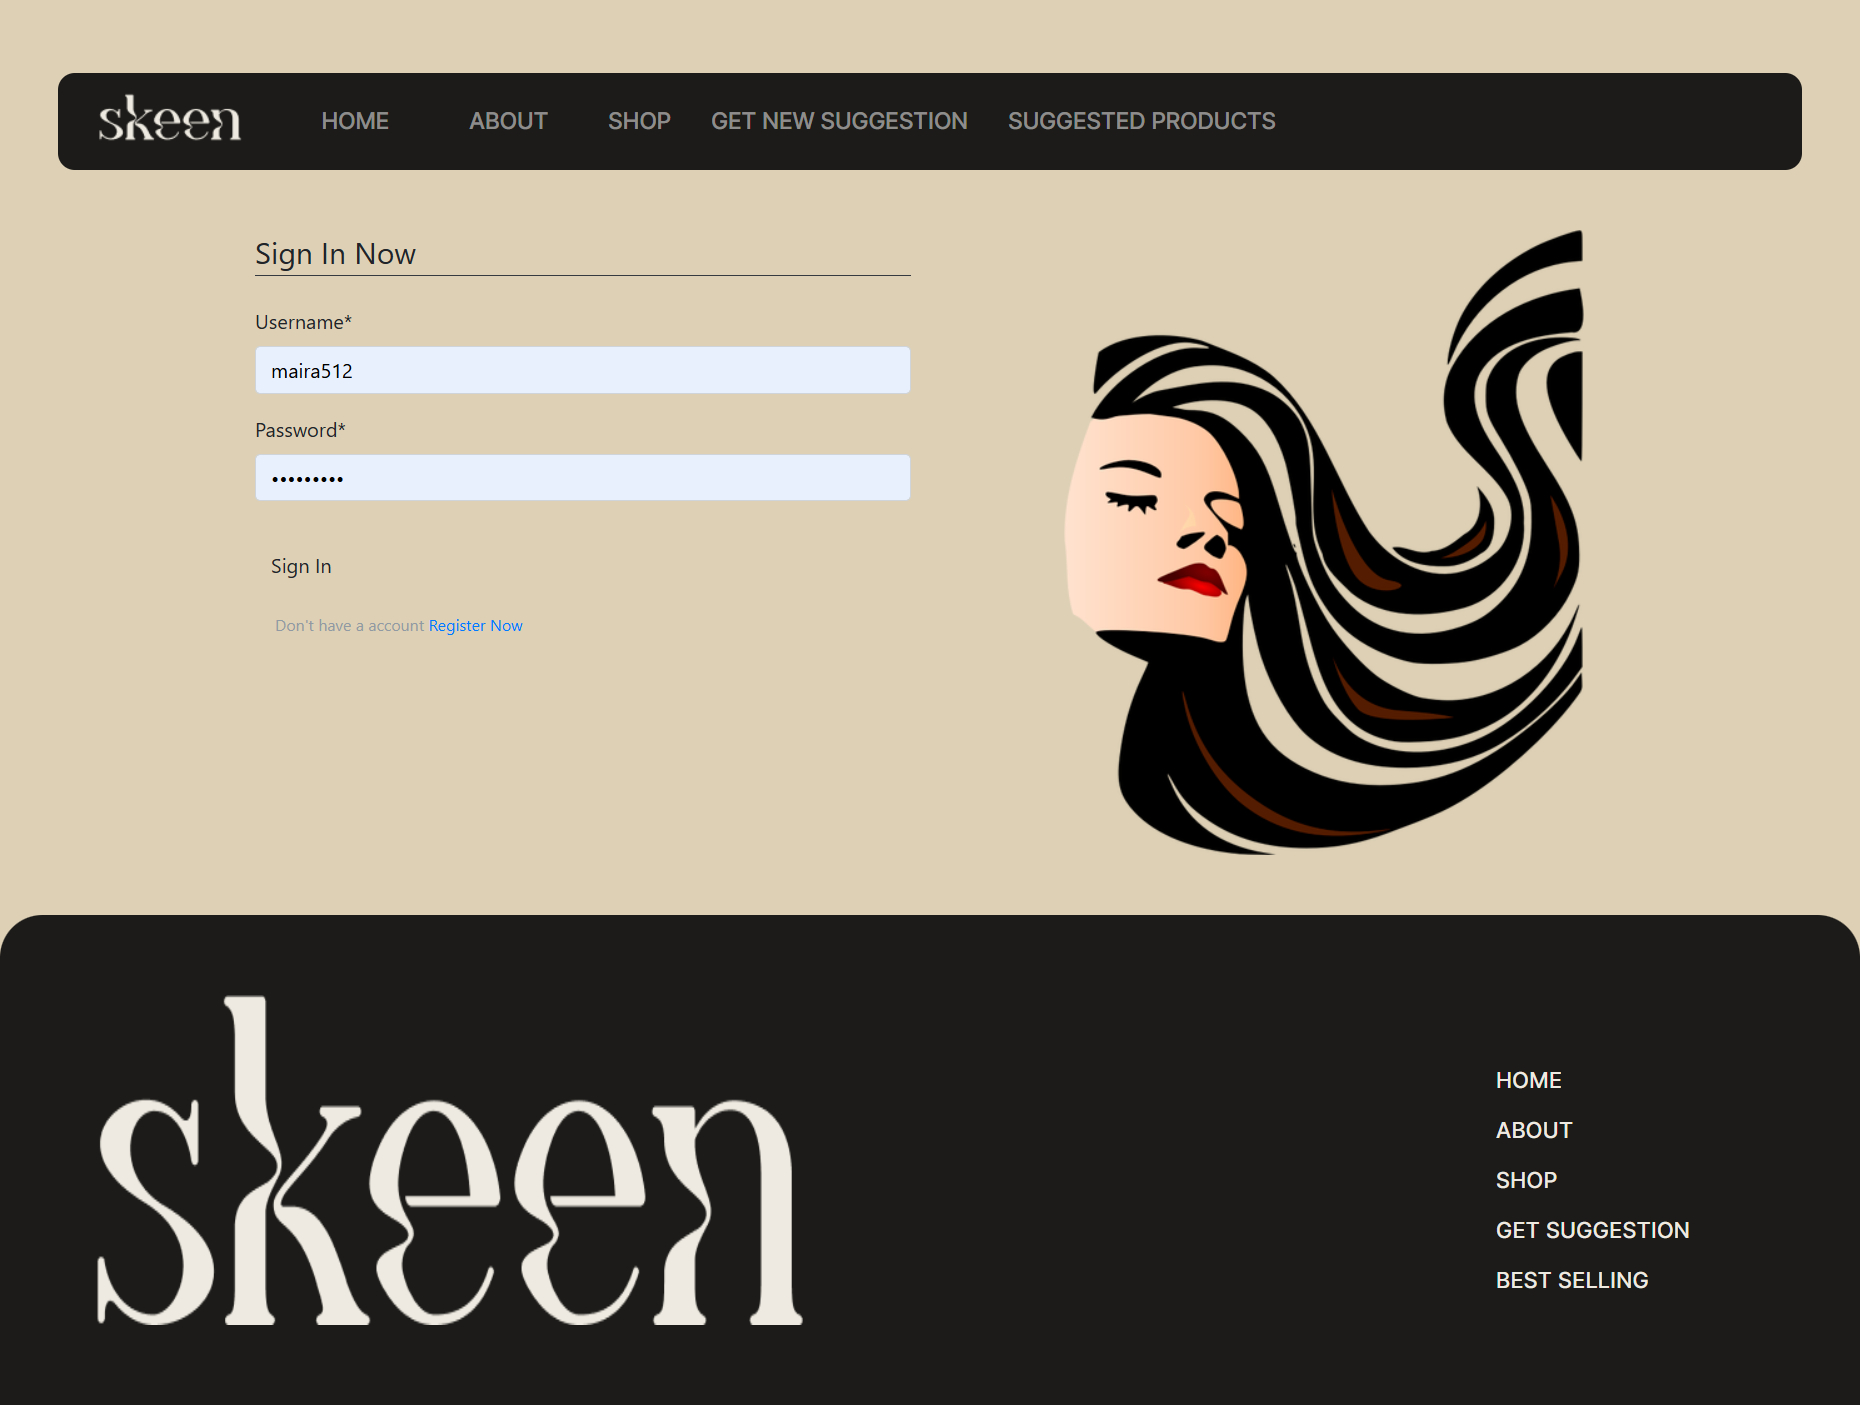 skeen HOME ABOUT SHOP GET NEW SUGGESTION SUGGESTED PRODUCTS
Sign In Now
Username*
maira512
Password*
•••••••••
Sign In
Don't have a account Register Now
skeen
HOME
ABOUT
SHOP
GET SUGGESTION
BEST SELLING